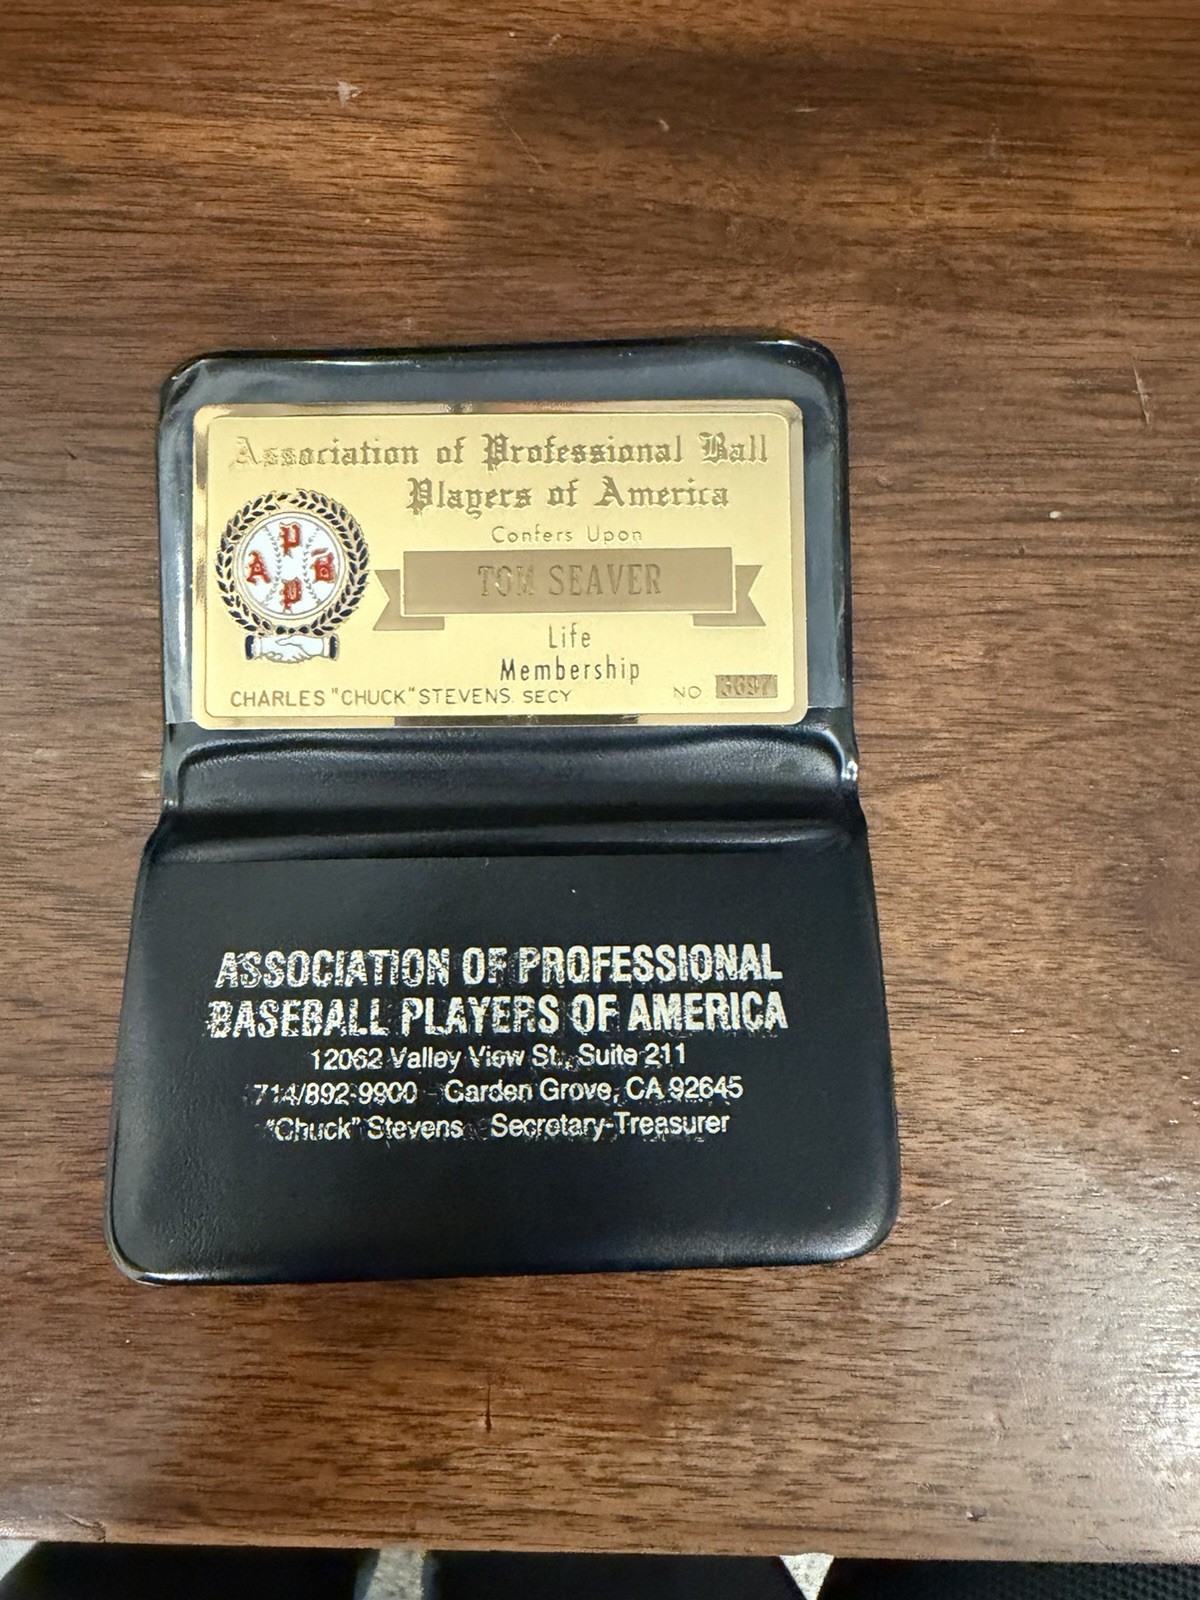 Association of Professional Ball
Players of America
Confers Upon
P
A B
P
TOM SEAVER
Life
Membership
CHARLES "CHUCK" STEVENS. SECY NO 6697
ASSOCIATION OF PROFESSIONAL
BASEBALL PLAYERS OF AMERICA
12062 Valley View St., Suite 211
714/892-9900 Garden Grove, CA 92645
"Chuck" Stevens Secretary-Treasurer